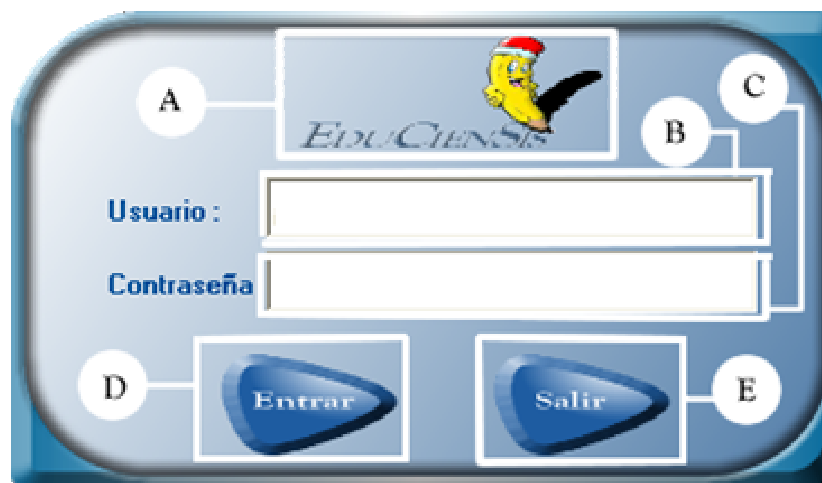 A
C
B
EDUCIENSIS
Usuario :
Contraseña
D
Entrar
Salir
E